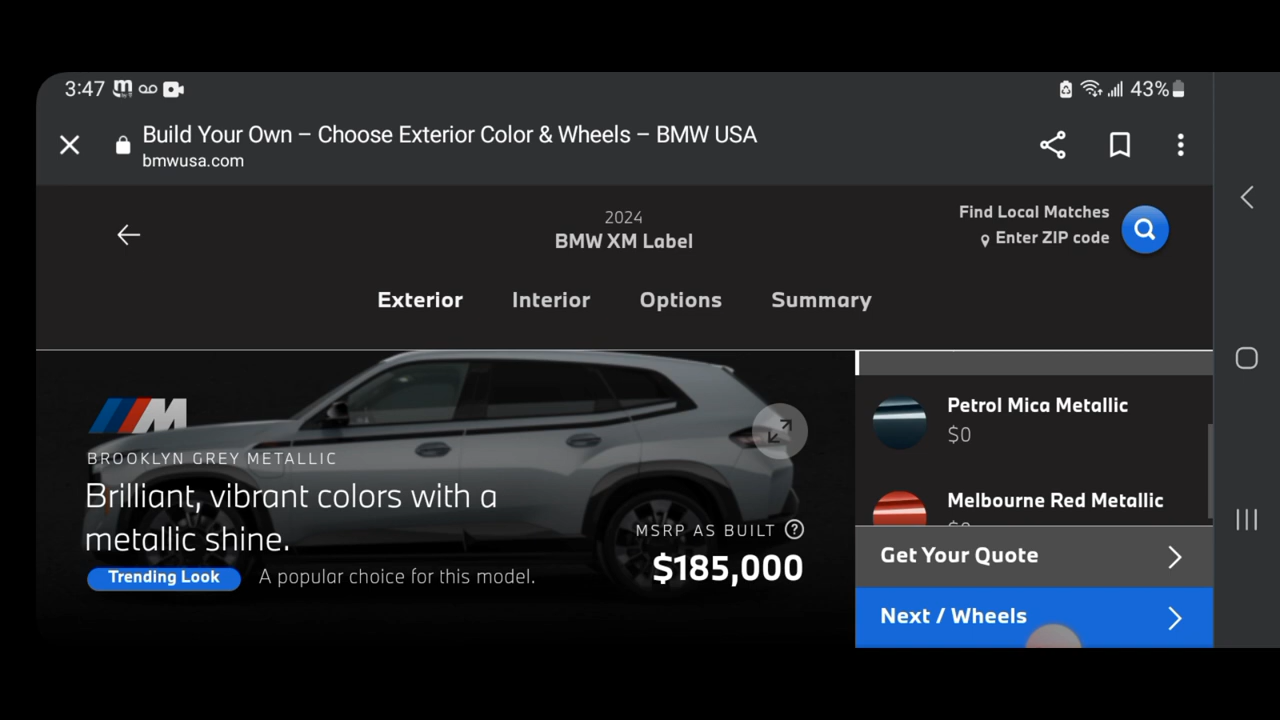 3:47
43%
Build Your Own – Choose Exterior Color & Wheels – BMW USA
bmwusa.com
2024
BMW XM Label
Find Local Matches
Enter ZIP code
Exterior Interior Options Summary
M
BROOKLYN GREY METALLIC
Brilliant, vibrant colors with a
metallic shine.
Trending Look A popular choice for this model.
MSRP AS BUILT ?
$185,000
Petrol Mica Metallic
$0
Melbourne Red Metallic
Get Your Quote
Next / Wheels